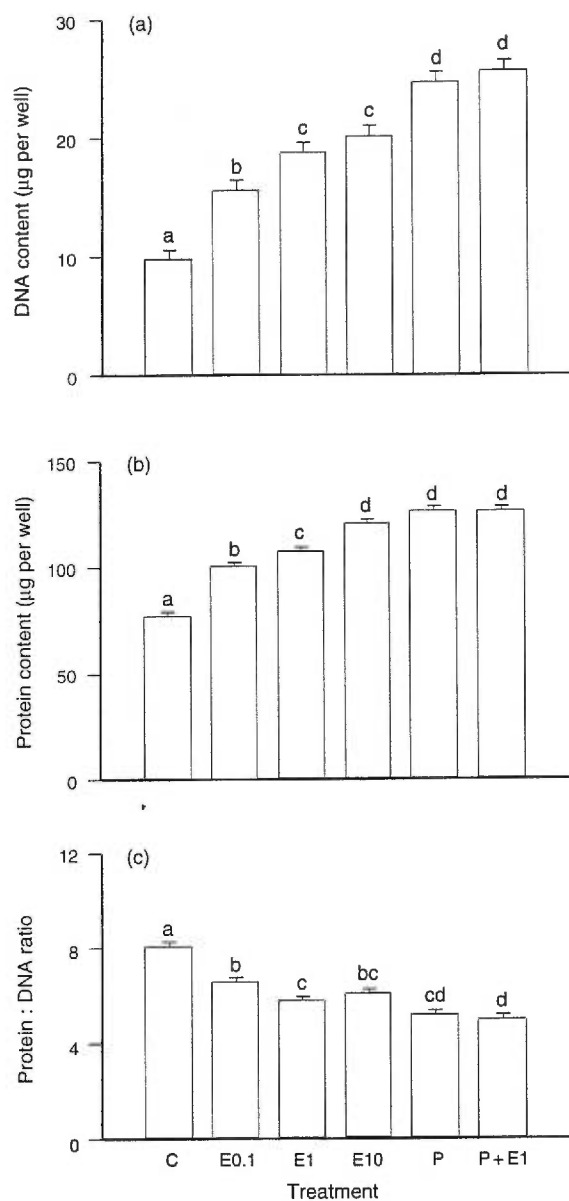 (a)
30
20
10
0
DNA content (µg per well)
a
b
c
c
d
d
(b)
150
100
50
0
Protein content (µg per well)
a
b
c
d
d
d
(c)
12
8
4
0
Protein : DNA ratio
a
b
c
bc
cd
d
C E0.1 E1 E10 P P + E1
Treatment